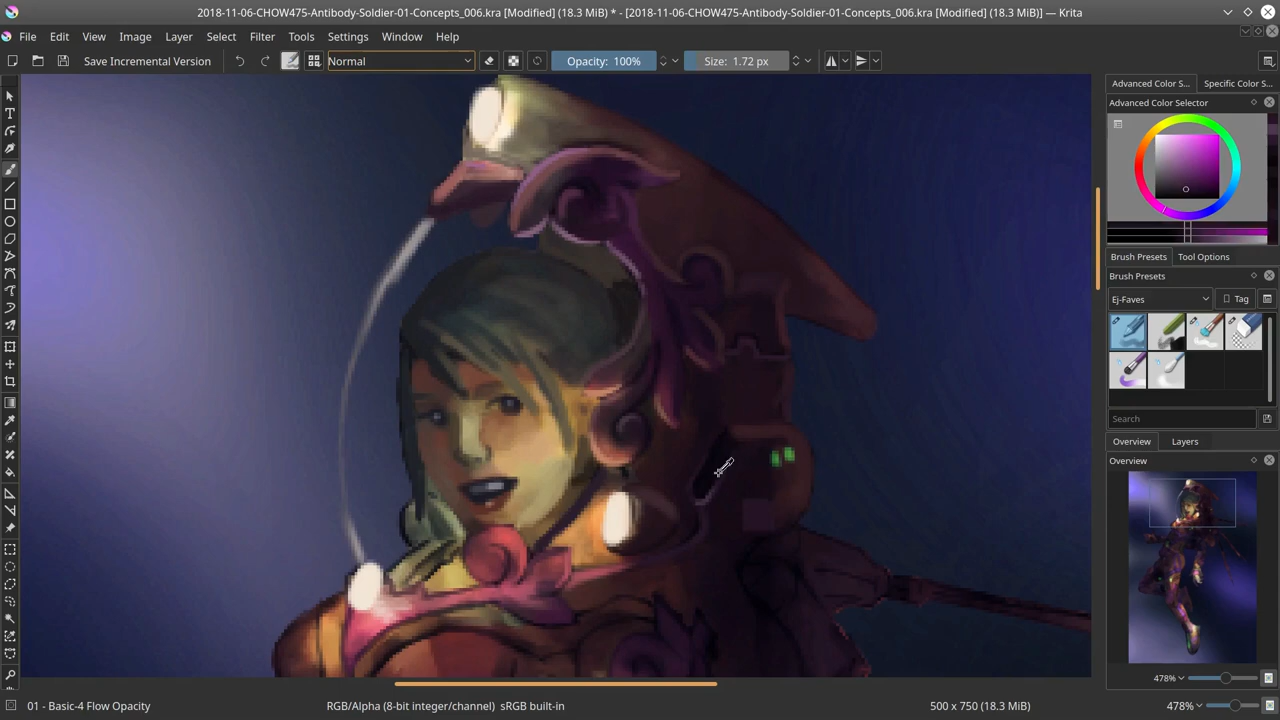 2018-11-06-CHOW475-Antibody-Soldier-01-Concepts_006.kra [Modified] (18.3 MiB) * - [2018-11-06-CHOW475-Antibody-Soldier-01-Concepts_006.kra [Modified] (18.3 MiB)] — Krita
File Edit View Image Layer Select Filter Tools Settings Window Help
Save Incremental Version Normal Opacity: 100% Size: 1.72 px
Advanced Color S... Specific Color S...
Advanced Color Selector
Brush Presets Tool Options
Brush Presets
Ej-Faves Tag
Search
Overview Layers
Overview
478%
01 - Basic-4 Flow Opacity RGB/Alpha (8-bit integer/channel) sRGB built-in 500 x 750 (18.3 MiB) 478%